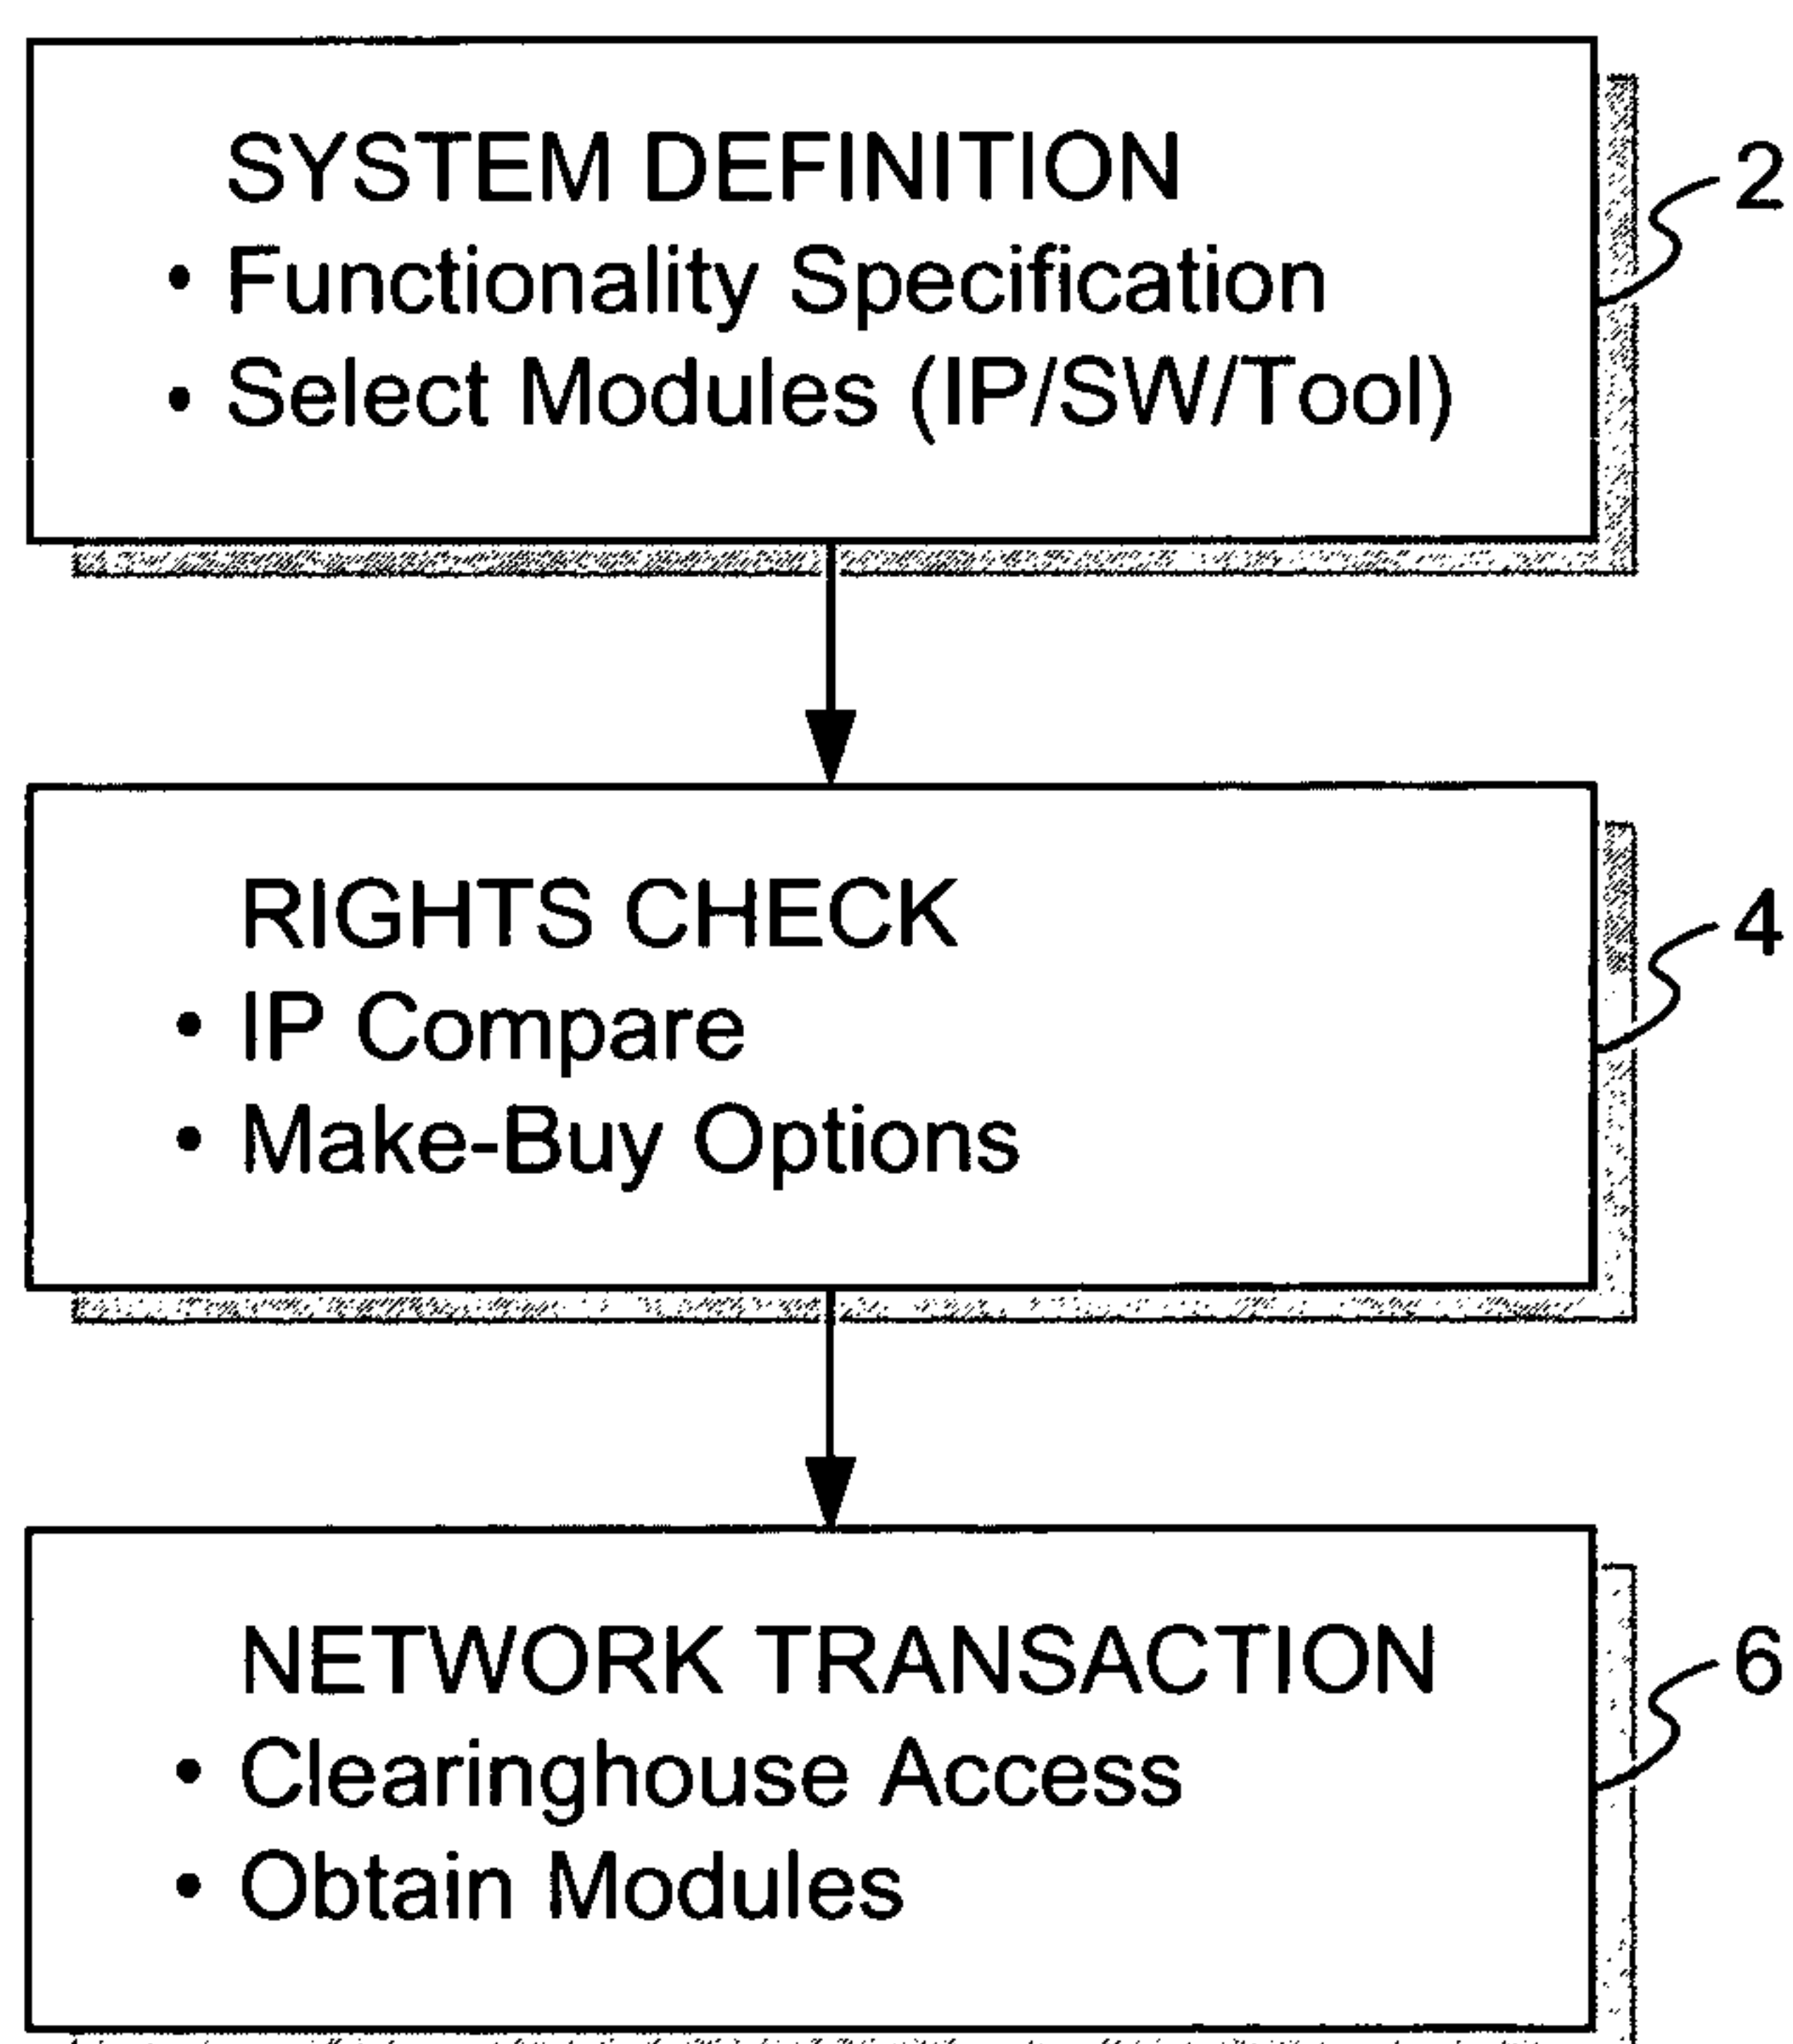 SYSTEM DEFINITION
• Functionality Specification
• Select Modules (IP/SW/Tool)
2
RIGHTS CHECK
• IP Compare
• Make-Buy Options
4
NETWORK TRANSACTION
• Clearinghouse Access
• Obtain Modules
6